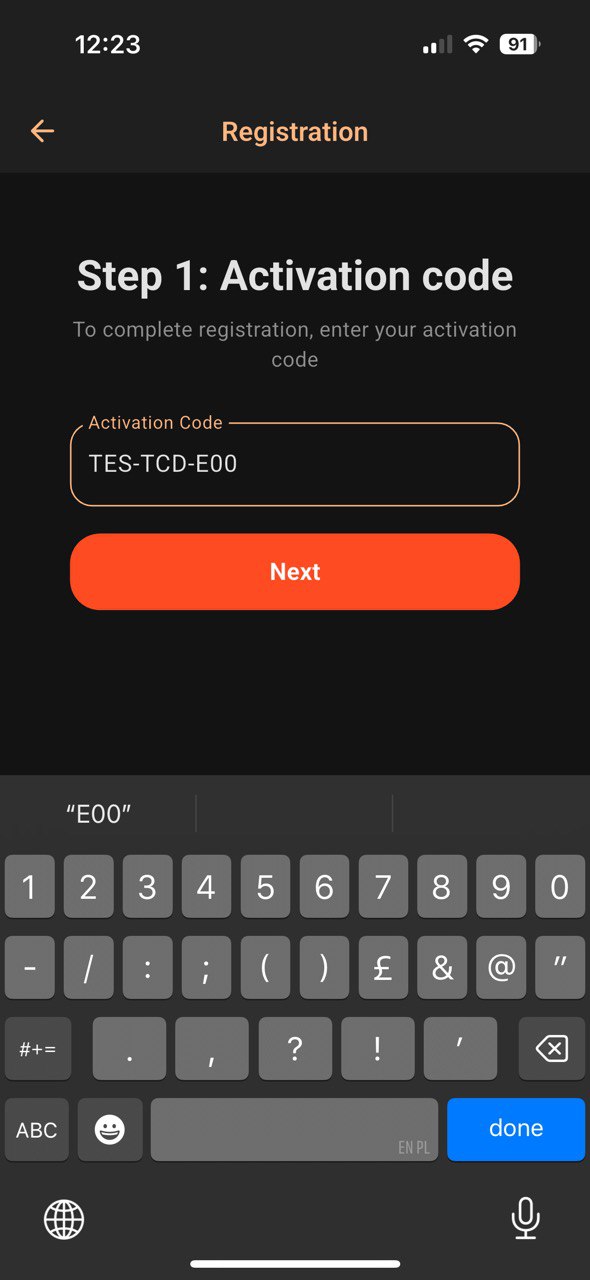 12:23
91
Registration
Step 1: Activation code
To complete registration, enter your activation
code
Activation Code
TES-TCD-E00
Next
“E00”
1 2 3 4 5 6 7 8 9 0
- / : ; ( ) £ & @ ”
#+= . , ? ! ’
ABC EN PL done